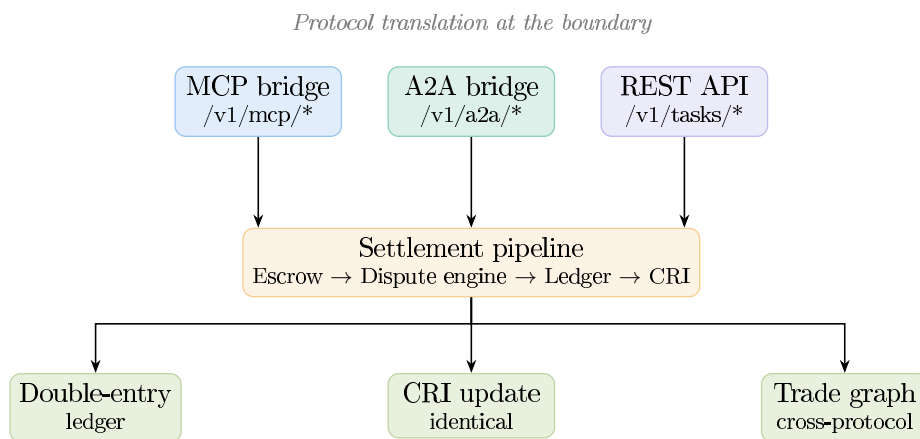 Protocol translation at the boundary
MCP bridge
/v1/mcp/*
A2A bridge
/v1/a2a/*
REST API
/v1/tasks/*
Settlement pipeline
Escrow → Dispute engine → Ledger → CRI
Double-entry
ledger
CRI update
identical
Trade graph
cross-protocol